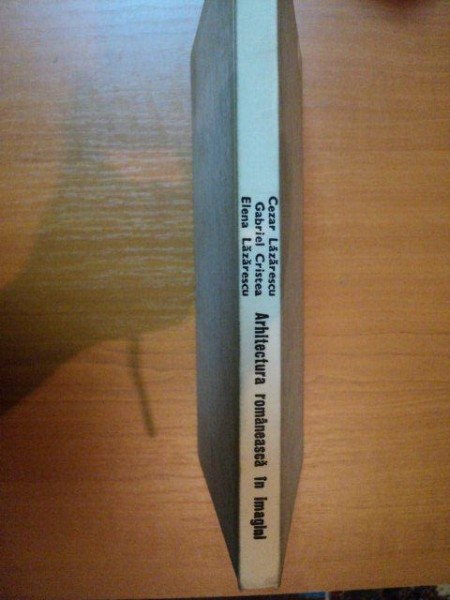 Cezar Lăzărescu
Gabriel Cristea
Elena Lăzărescu
Arhitectura românească în imagini